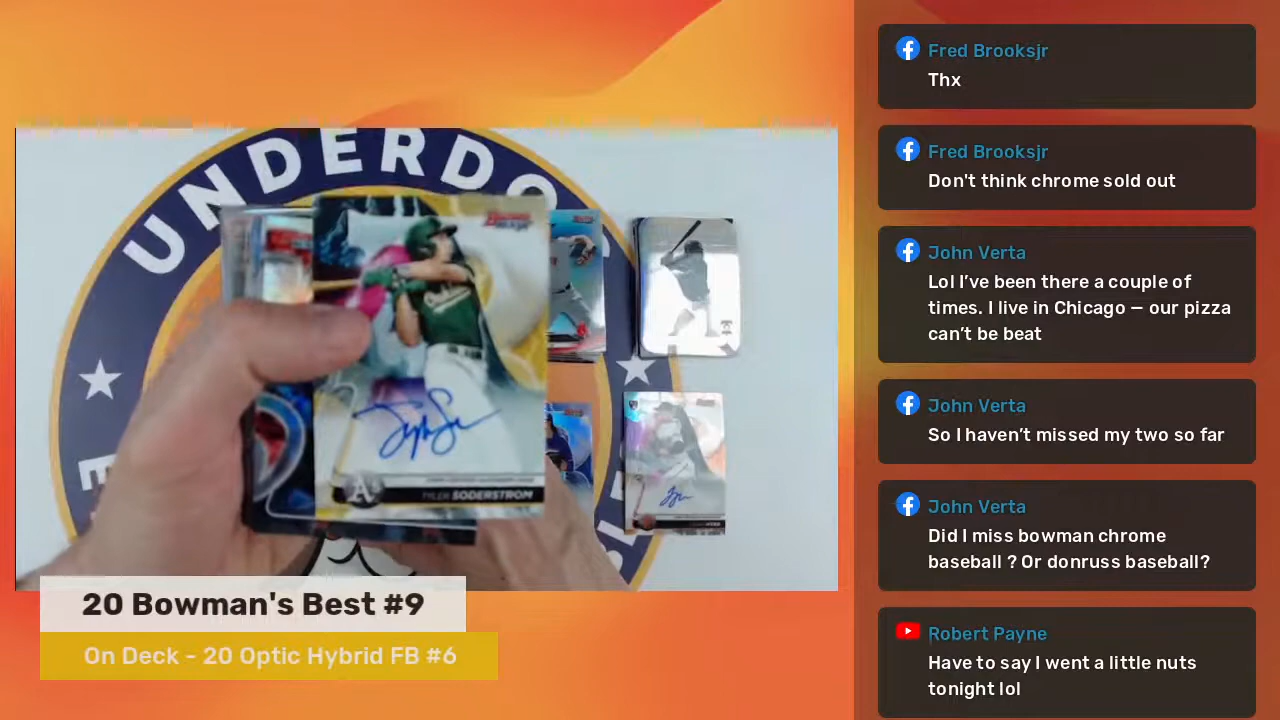 UNDERDO
Bowman's
BEST
Oakland
TYLER SODERSTROM
20 Bowman's Best #9
On Deck - 20 Optic Hybrid FB #6
Fred Brooksjr
Thx
Fred Brooksjr
Don't think chrome sold out
John Verta
Lol I’ve been there a couple of
times. I live in Chicago — our pizza
can’t be beat
John Verta
So I haven’t missed my two so far
John Verta
Did I miss bowman chrome
baseball ? Or donruss baseball?
Robert Payne
Have to say I went a little nuts
tonight lol